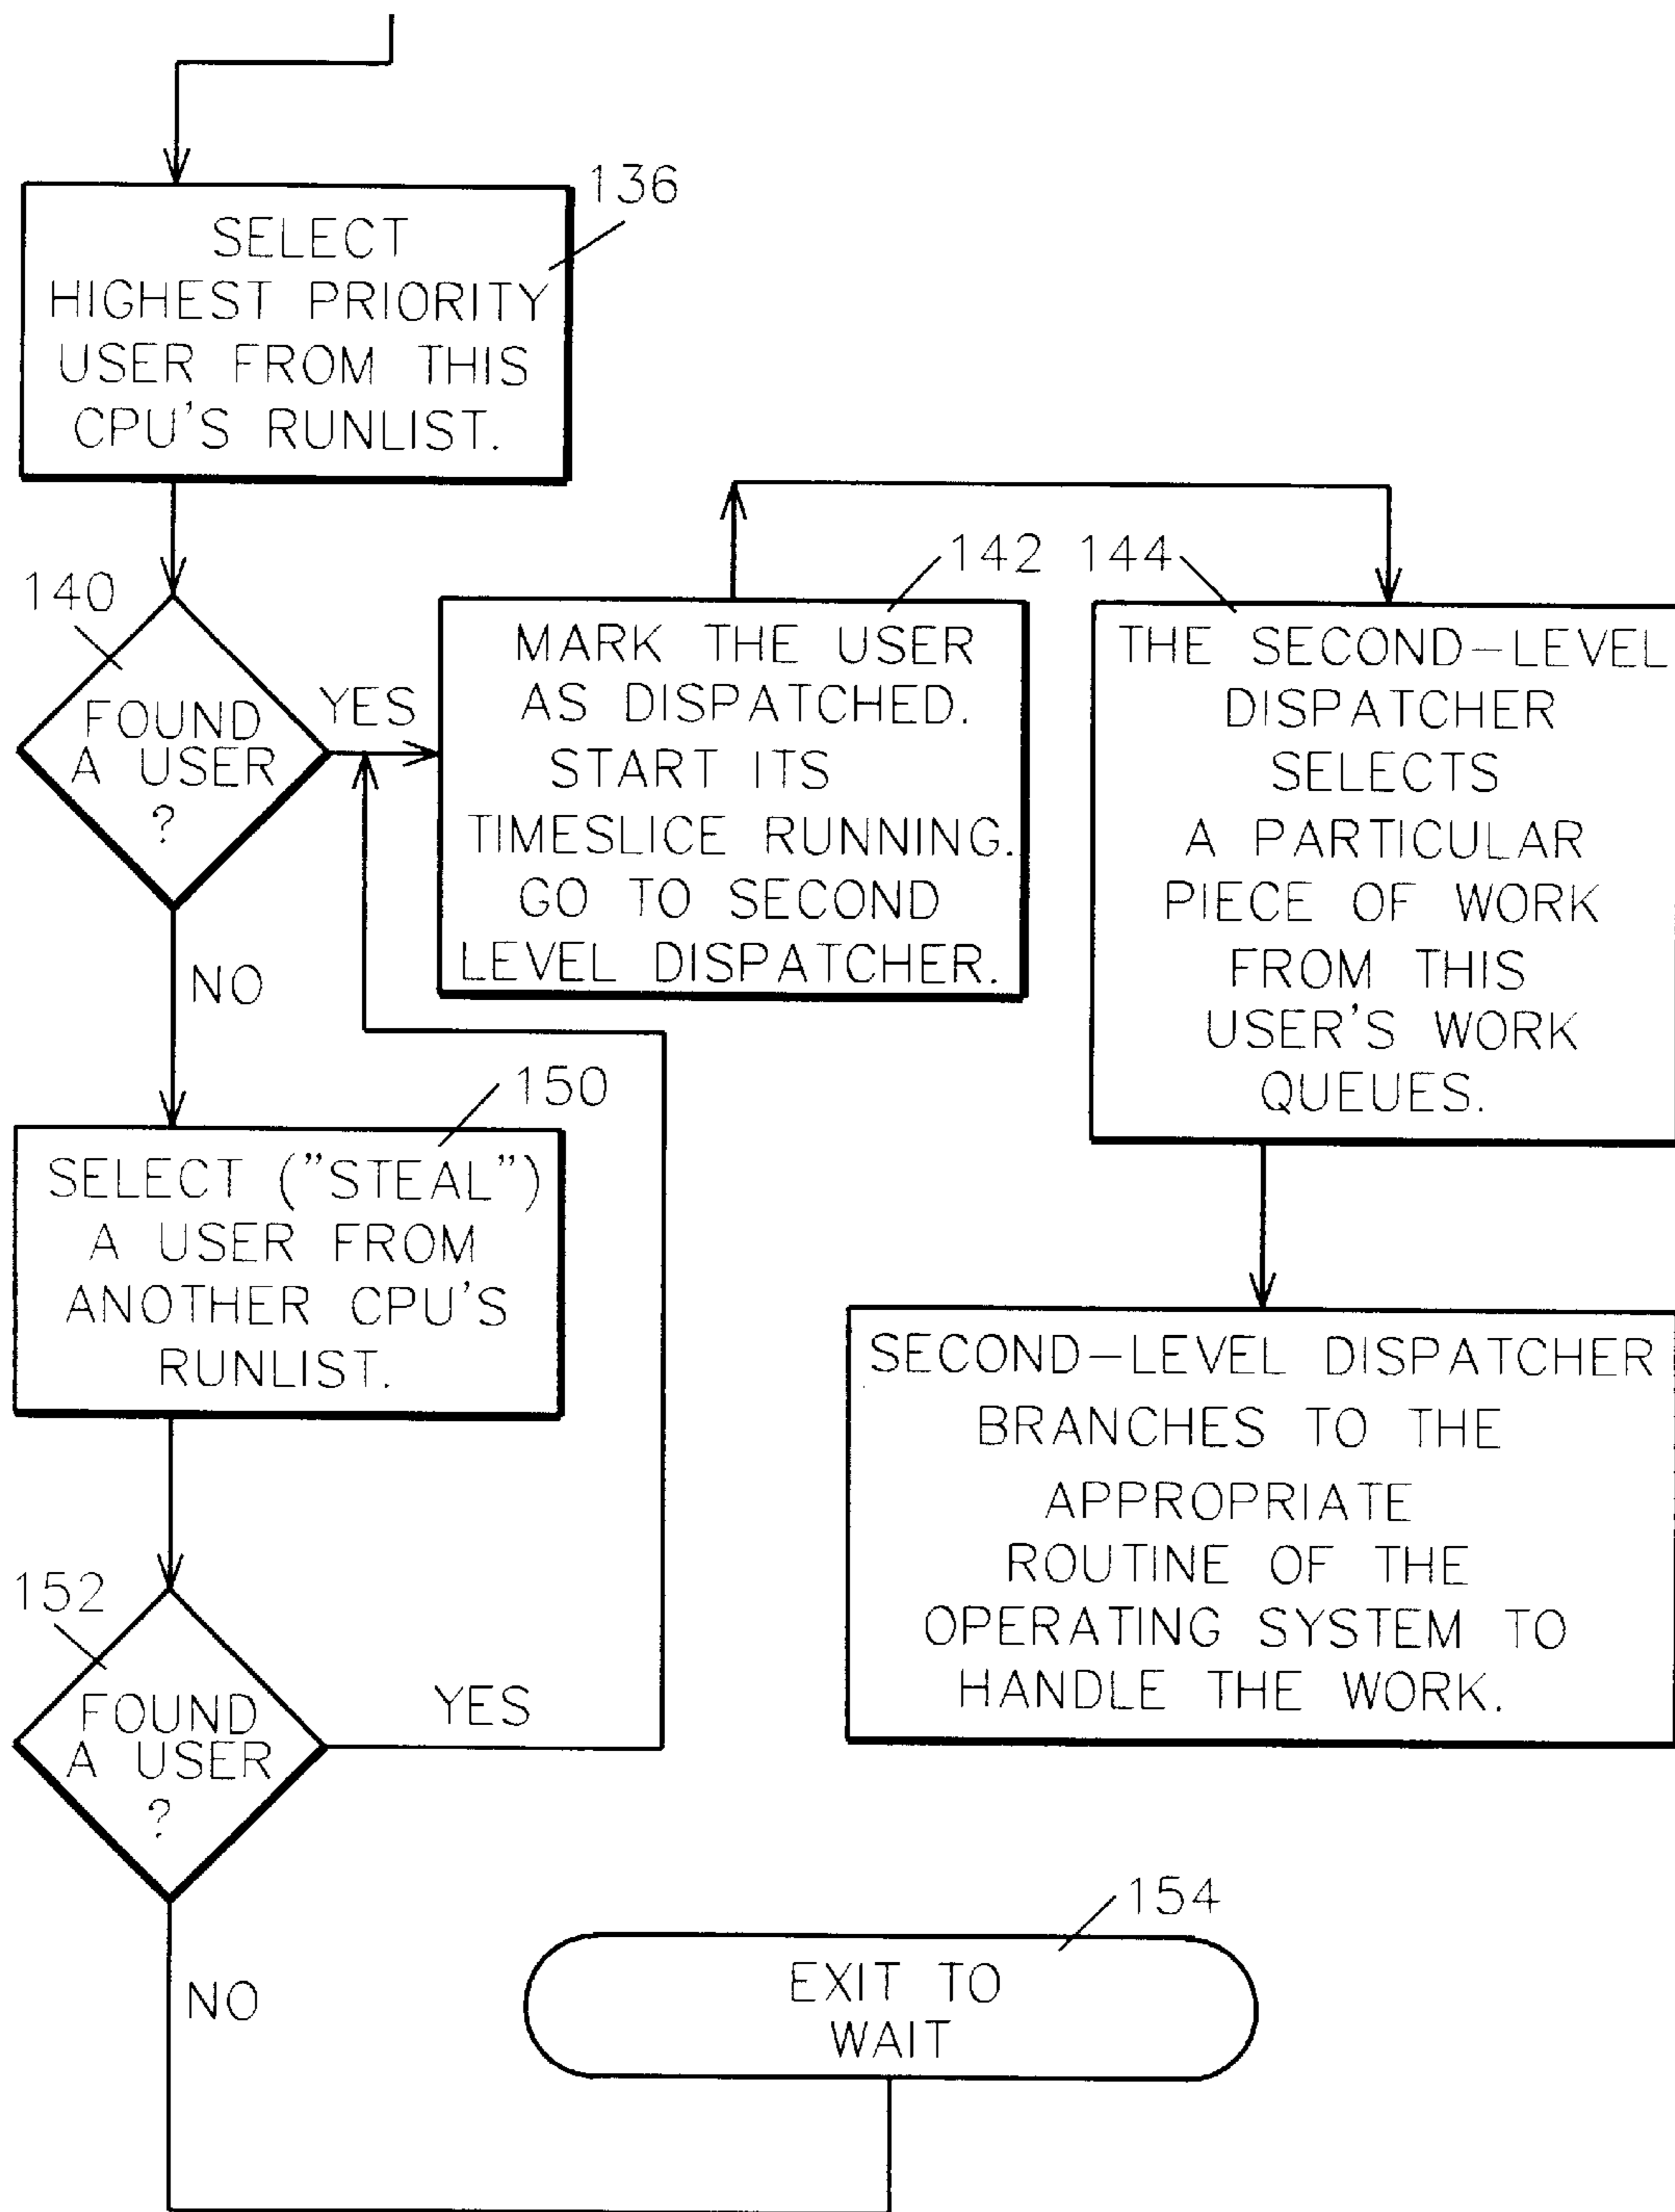 136
SELECT
HIGHEST PRIORITY
USER FROM THIS
CPU'S RUNLIST.
140
FOUND
A USER
?
YES
NO
142
MARK THE USER
AS DISPATCHED.
START ITS
TIMESLICE RUNNING.
GO TO SECOND
LEVEL DISPATCHER.
144
THE SECOND-LEVEL
DISPATCHER
SELECTS
A PARTICULAR
PIECE OF WORK
FROM THIS
USER'S WORK
QUEUES.
150
SELECT ("STEAL")
A USER FROM
ANOTHER CPU'S
RUNLIST.
SECOND-LEVEL DISPATCHER
BRANCHES TO THE
APPROPRIATE
ROUTINE OF THE
OPERATING SYSTEM TO
HANDLE THE WORK.
152
FOUND
A USER
?
YES
NO
154
EXIT TO
WAIT